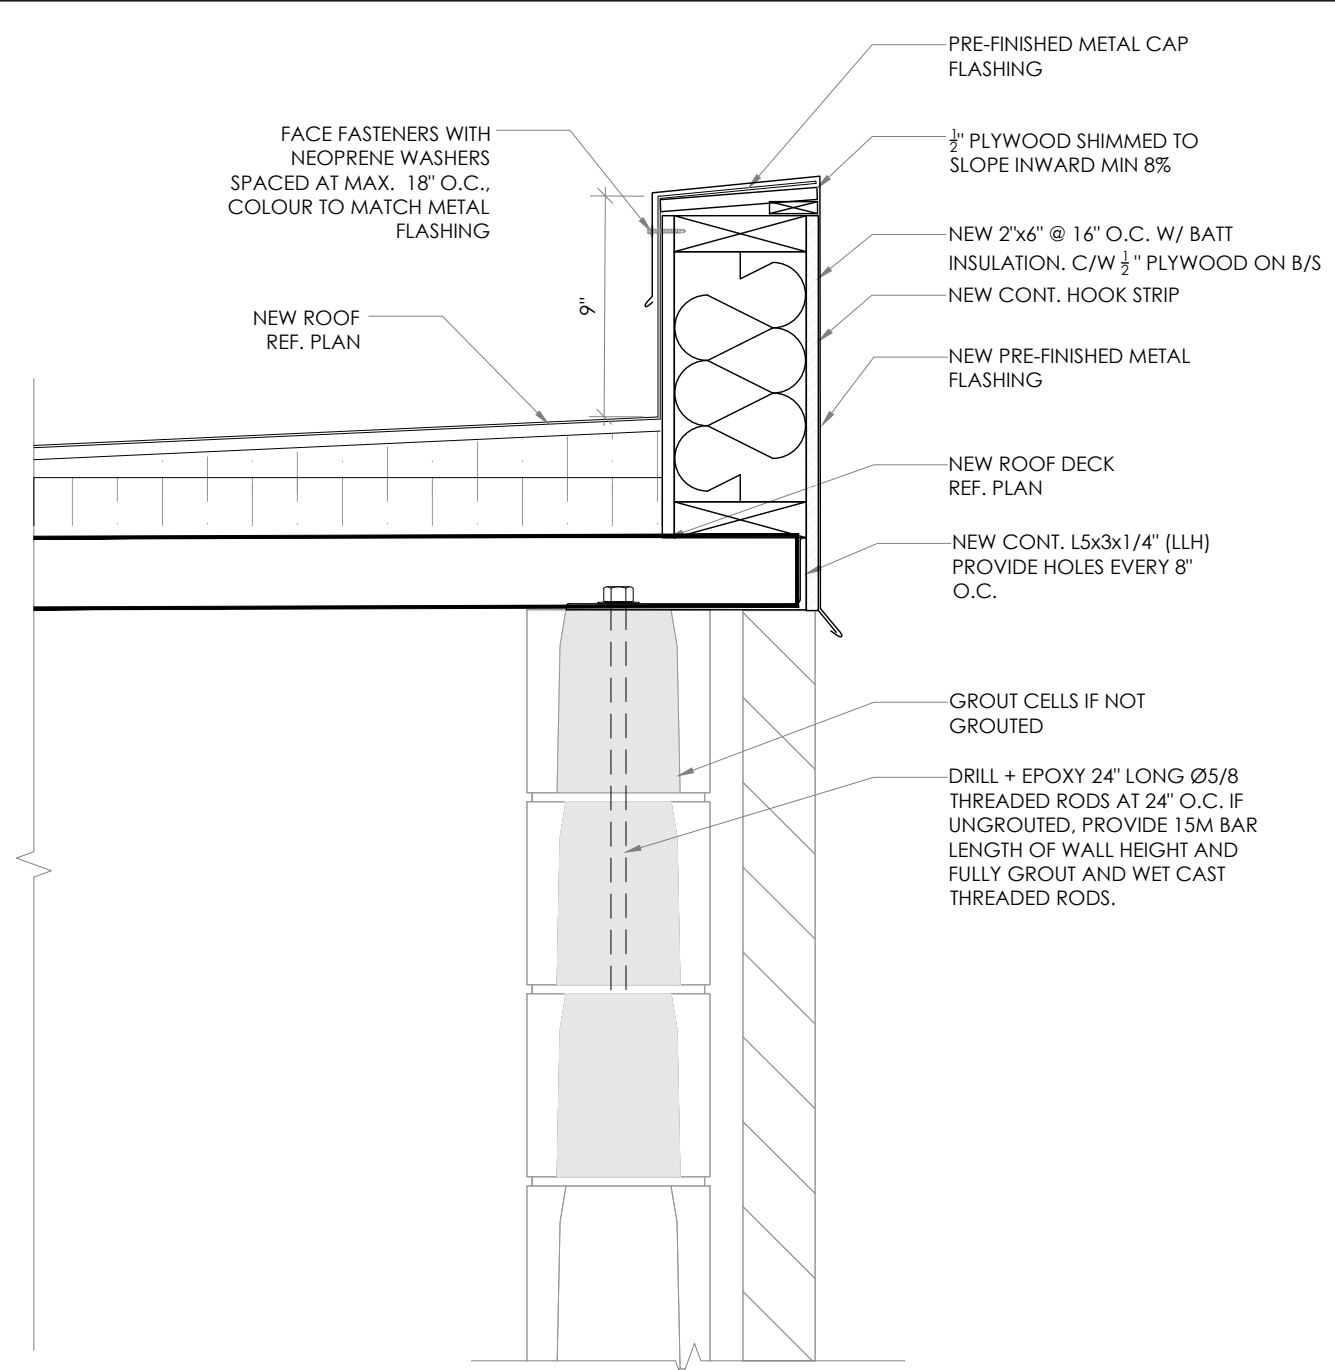 PRE-FINISHED METAL CAP
FLASHING
FACE FASTENERS WITH
NEOPRENE WASHERS
SPACED AT MAX. 18" O.C.,
COLOUR TO MATCH METAL
FLASHING
½" PLYWOOD SHIMMED TO
SLOPE INWARD MIN 8%
NEW 2"x6" @ 16" O.C. W/ BATT
INSULATION. C/W ½" PLYWOOD ON B/S
NEW CONT. HOOK STRIP
9"
NEW ROOF
REF. PLAN
NEW PRE-FINISHED METAL
FLASHING
NEW ROOF DECK
REF. PLAN
NEW CONT. L5x3x1/4" (LLH)
PROVIDE HOLES EVERY 8"
O.C.
GROUT CELLS IF NOT
GROUTED
DRILL + EPOXY 24" LONG Ø5/8
THREADED RODS AT 24" O.C. IF
UNGROUTED, PROVIDE 15M BAR
LENGTH OF WALL HEIGHT AND
FULLY GROUT AND WET CAST
THREADED RODS.